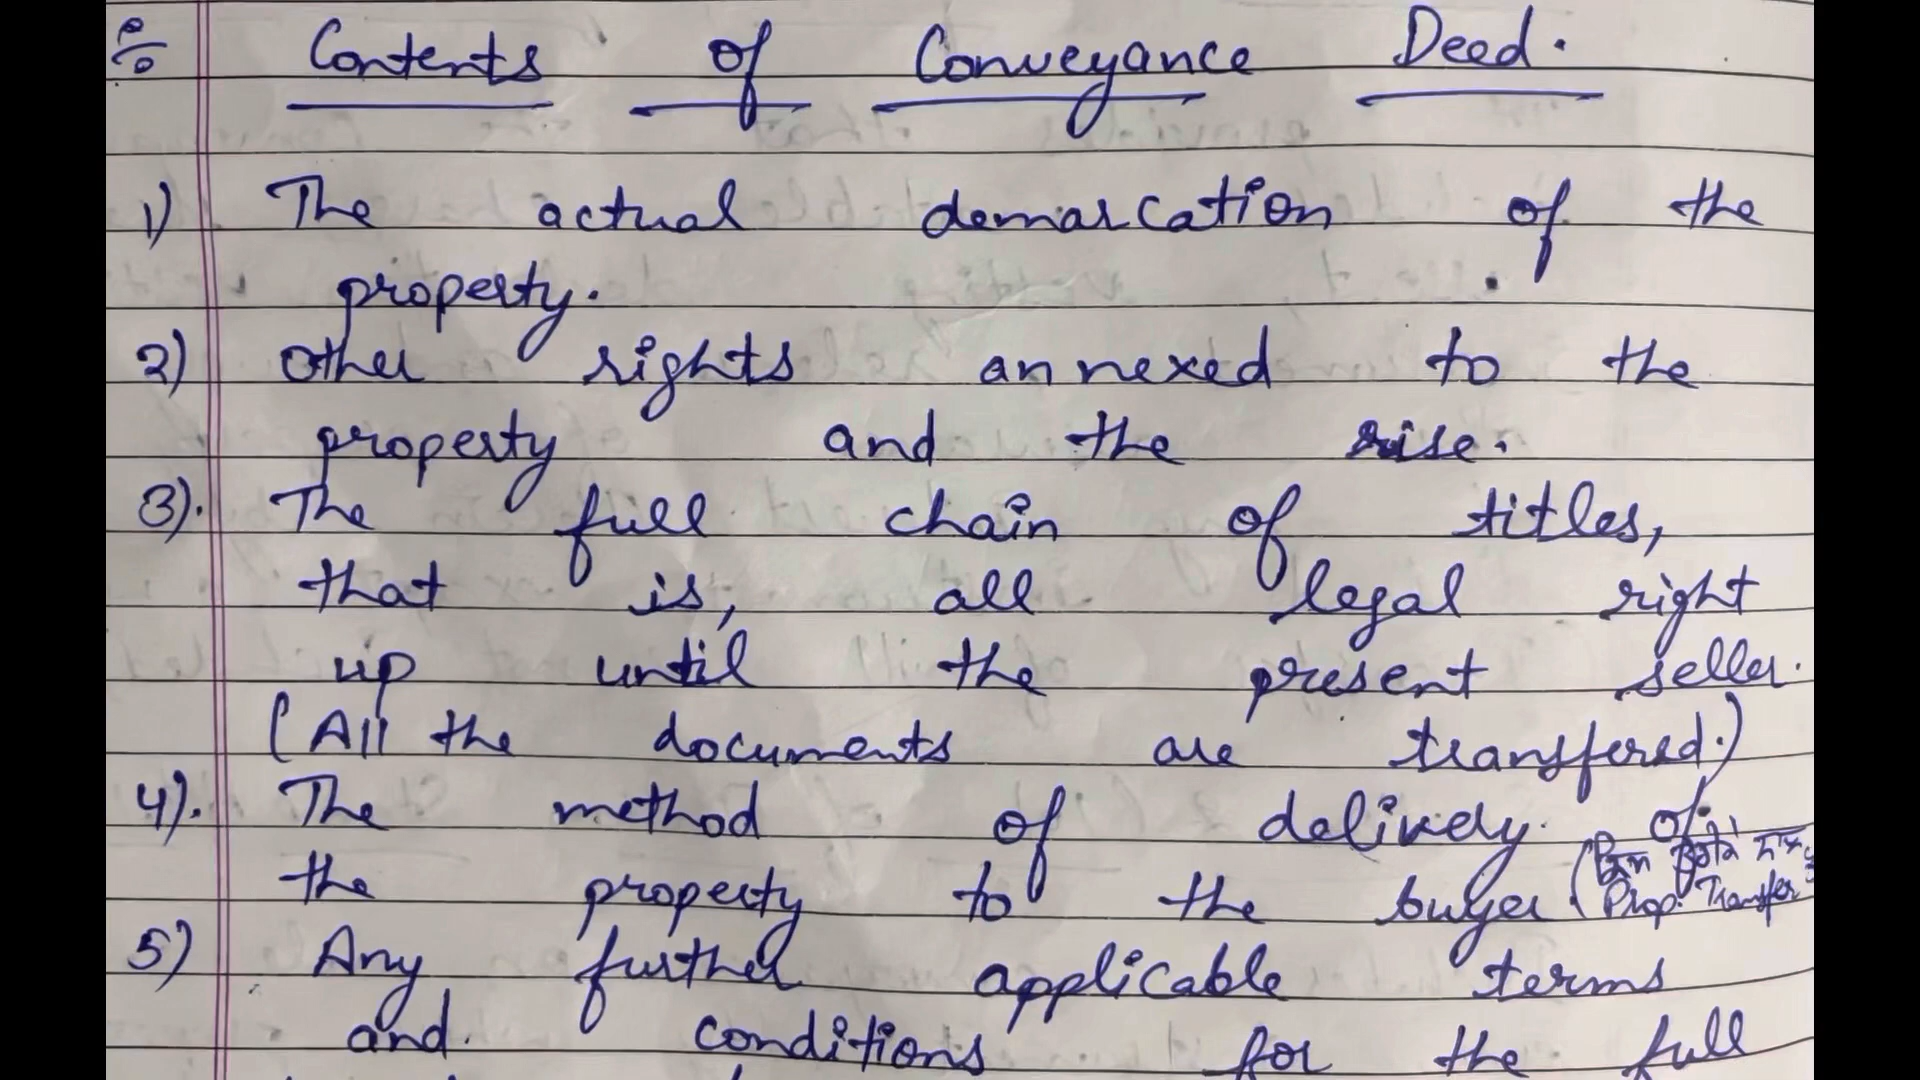 Contents of Conveyance Deed.
1) The actual demarcation of the
property.
2) Other rights annexed to the
property and the rise.
3). The full chain of titles,
that is, all legal right
up until the present seller.
(All the documents are transfered.)
4). The method of delivery of
the property to the buyer (
Prop. Transfer
5) Any further applicable terms
and. conditions for the full